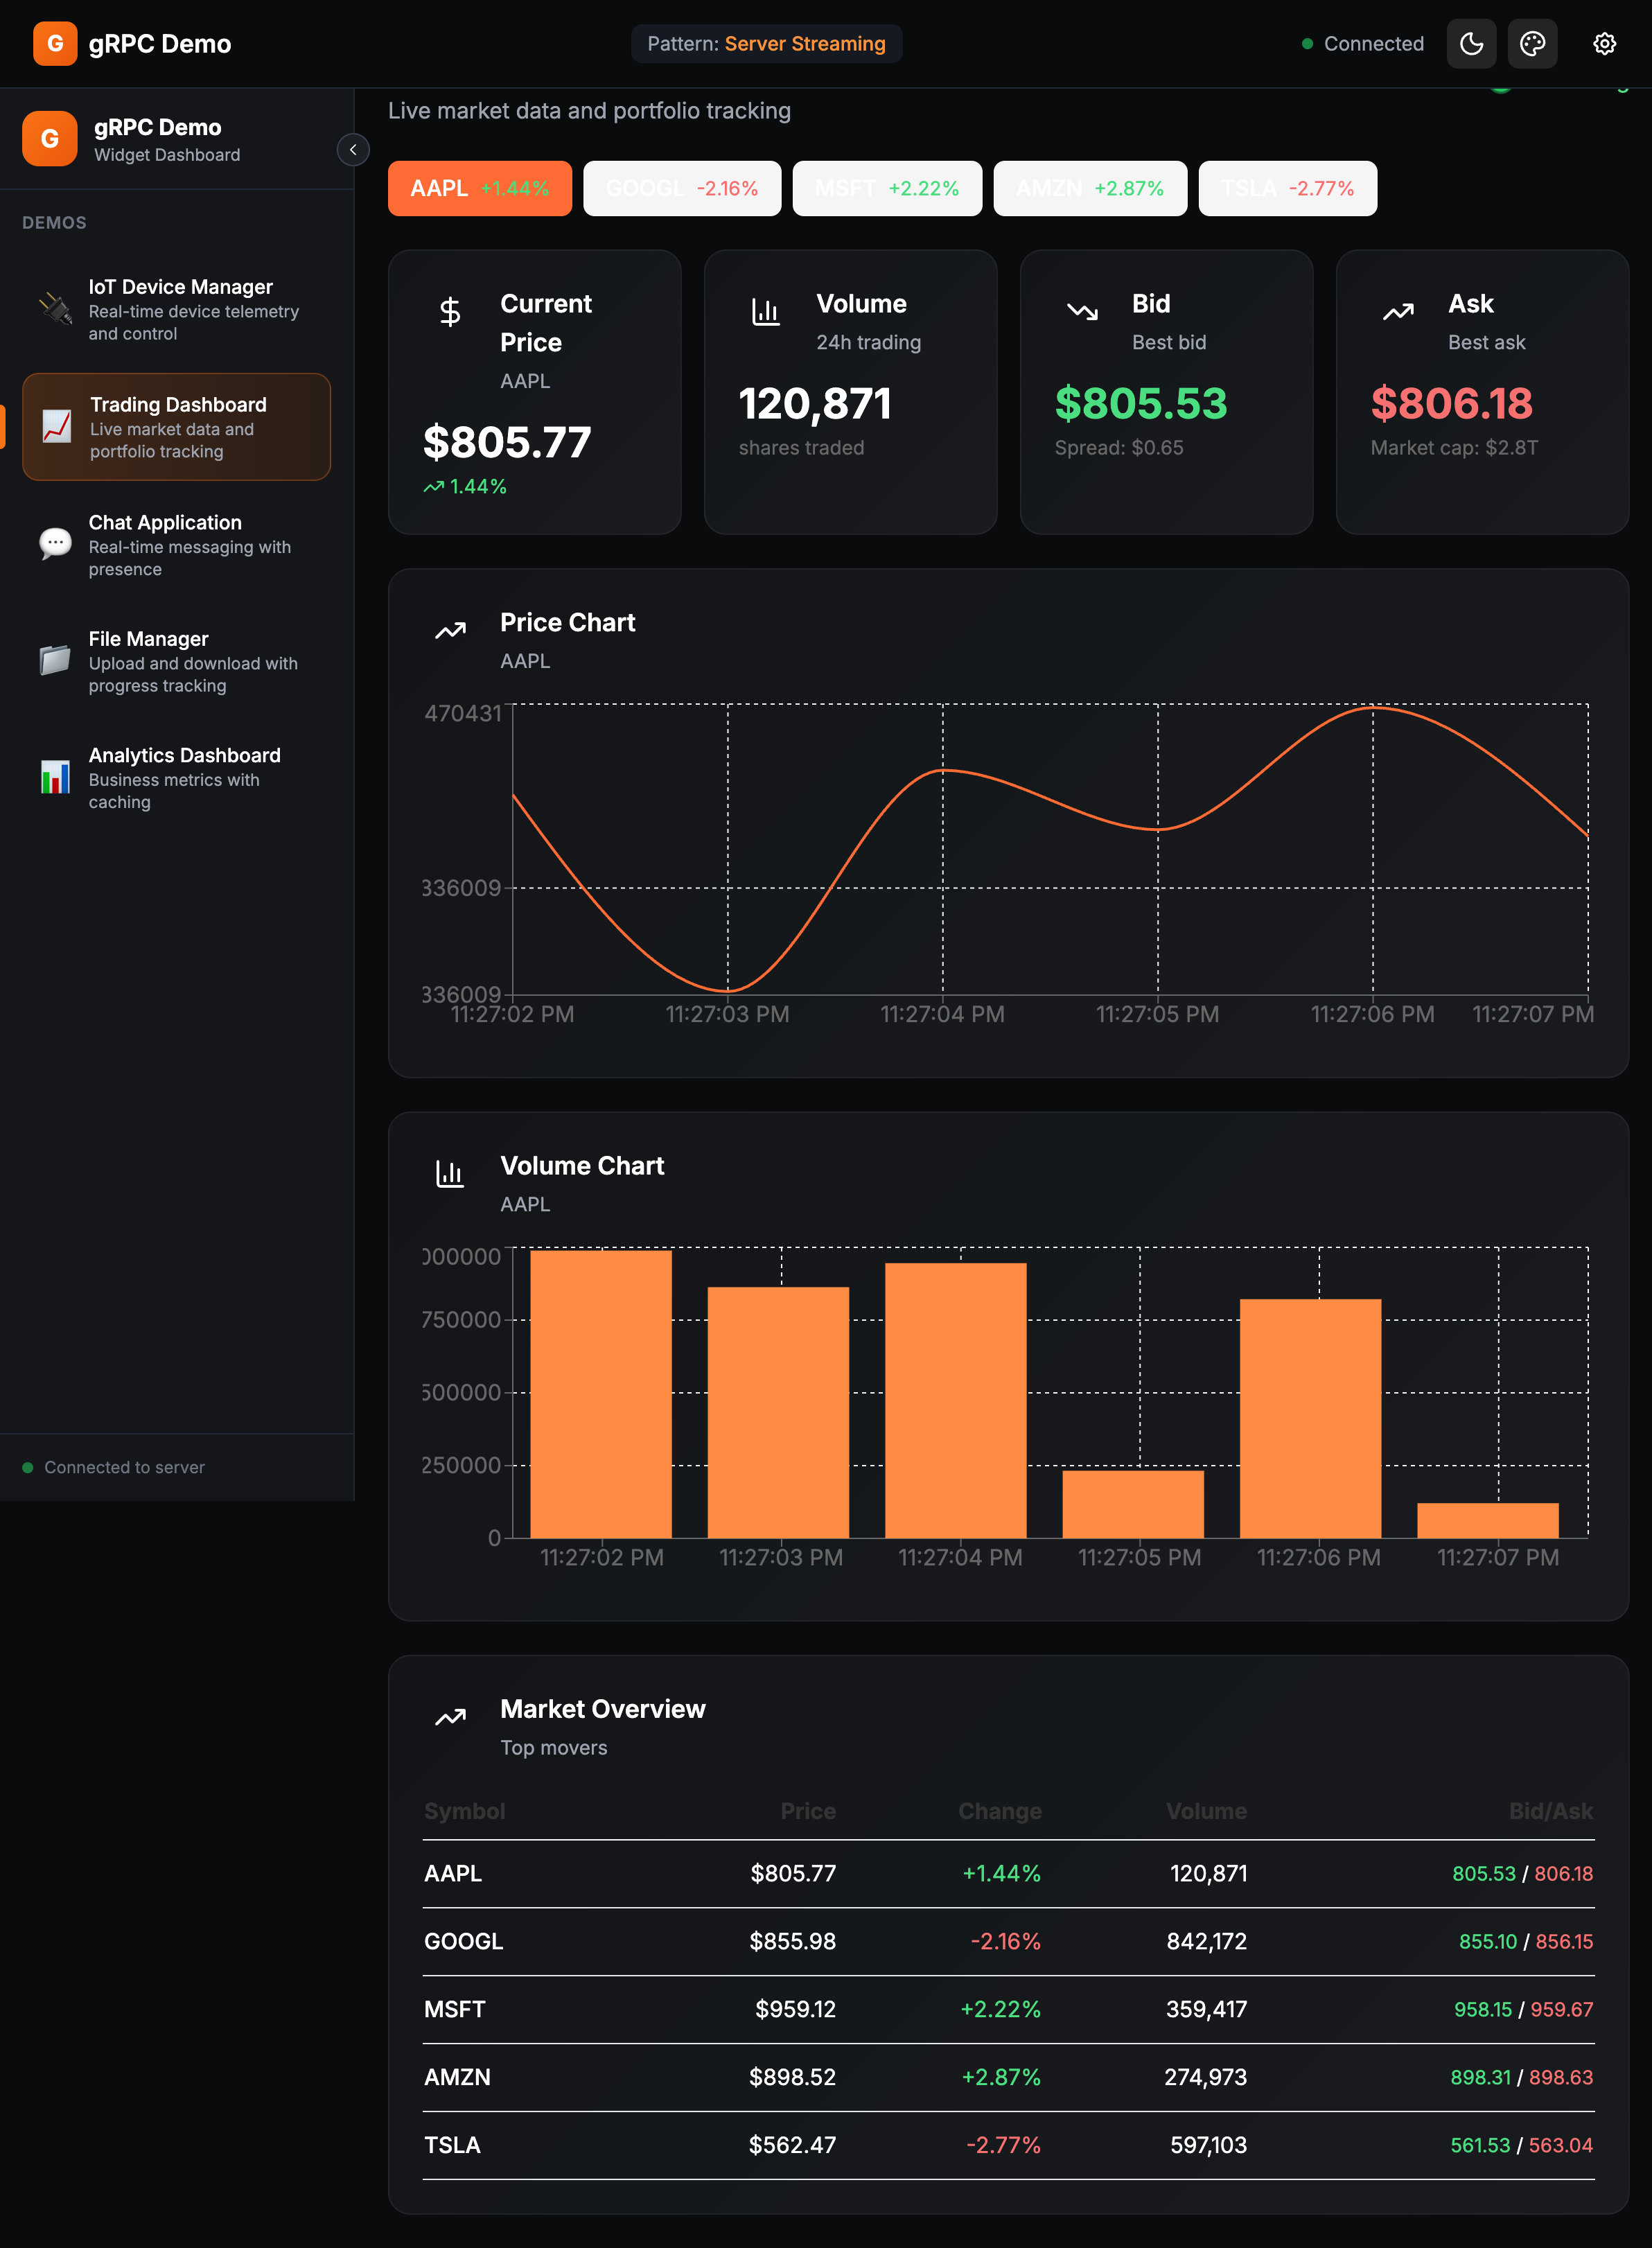 G gRPC Demo
Pattern: Server Streaming
Connected
G gRPC Demo
Widget Dashboard
DEMOS
IoT Device Manager
Real-time device telemetry
and control
Trading Dashboard
Live market data and
portfolio tracking
Chat Application
Real-time messaging with
presence
File Manager
Upload and download with
progress tracking
Analytics Dashboard
Business metrics with
caching
Connected to server
Live market data and portfolio tracking
AAPL +1.44%
GOOGL -2.16%
MSFT +2.22%
AMZN +2.87%
TSLA -2.77%
Current
Price
AAPL
$805.77
1.44%
Volume
24h trading
120,871
shares traded
Bid
Best bid
$805.53
Spread: $0.65
Ask
Best ask
$806.18
Market cap: $2.8T
Price Chart
AAPL
470431
336009
336009
11:27:02 PM 11:27:03 PM 11:27:04 PM 11:27:05 PM 11:27:06 PM 11:27:07 PM
Volume Chart
AAPL
000000
750000
500000
250000
0
11:27:02 PM 11:27:03 PM 11:27:04 PM 11:27:05 PM 11:27:06 PM 11:27:07 PM
Market Overview
Top movers
Symbol Price Change Volume Bid/Ask
AAPL $805.77 +1.44% 120,871 805.53 / 806.18
GOOGL $855.98 -2.16% 842,172 855.10 / 856.15
MSFT $959.12 +2.22% 359,417 958.15 / 959.67
AMZN $898.52 +2.87% 274,973 898.31 / 898.63
TSLA $562.47 -2.77% 597,103 561.53 / 563.04